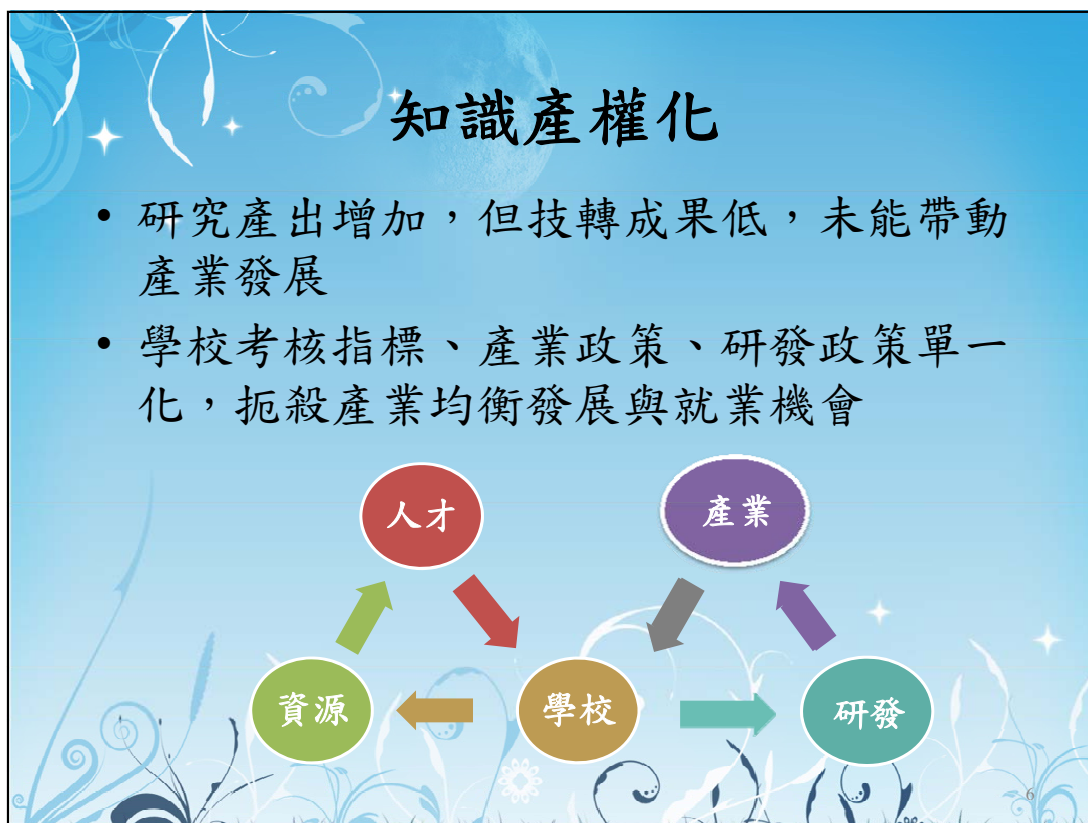 知識產權化
• 研究產出增加，但技轉成果低，未能帶動
產業發展
• 學校考核指標、產業政策、研發政策單一
化，扼殺產業均衡發展與就業機會
人才
產業
資源
學校
研發
6